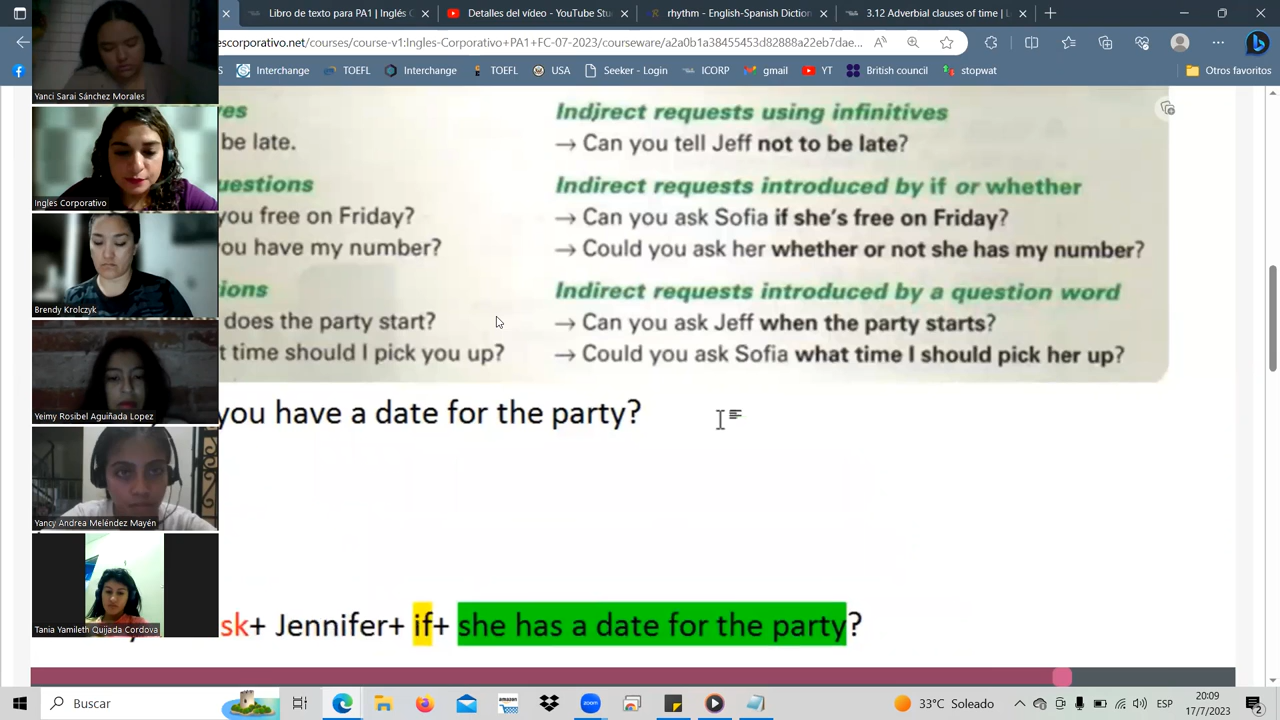 Libro de texto para PA1 | Inglés C
Detalles del vídeo - YouTube Stu
rhythm - English-Spanish Dictior
3.12 Adverbial clauses of time | L
escorporativo.net/courses/course-v1:Ingles-Corporativo+PA1+FC-07-2023/courseware/a2a0b1a38455453d82888a22eb7dae...
Interchange
TOEFL
Interchange
TOEFL
USA
Seeker - Login
ICORP
gmail
YT
British council
stopwat
Otros favoritos
Yanci Sarai Sánchez Morales
Ingles Corporativo
Brendy Krolczyk
Yeimy Rosibel Aguiñada Lopez
Yancy Andrea Meléndez Mayén
Tania Yamileth Quijada Cordova
ves
Indirect requests using infinitives
be late.
→ Can you tell Jeff not to be late?
uestions
Indirect requests introduced by if or whether
you free on Friday?
→ Can you ask Sofia if she's free on Friday?
ou have my number?
→ Could you ask her whether or not she has my number?
ions
Indirect requests introduced by a question word
does the party start?
→ Can you ask Jeff when the party starts?
t time should I pick you up?
→ Could you ask Sofia what time I should pick her up?
you have a date for the party?
sk+ Jennifer+ if+ she has a date for the party?
Buscar
33°C Soleado
ESP
20:09
17/7/2023
2